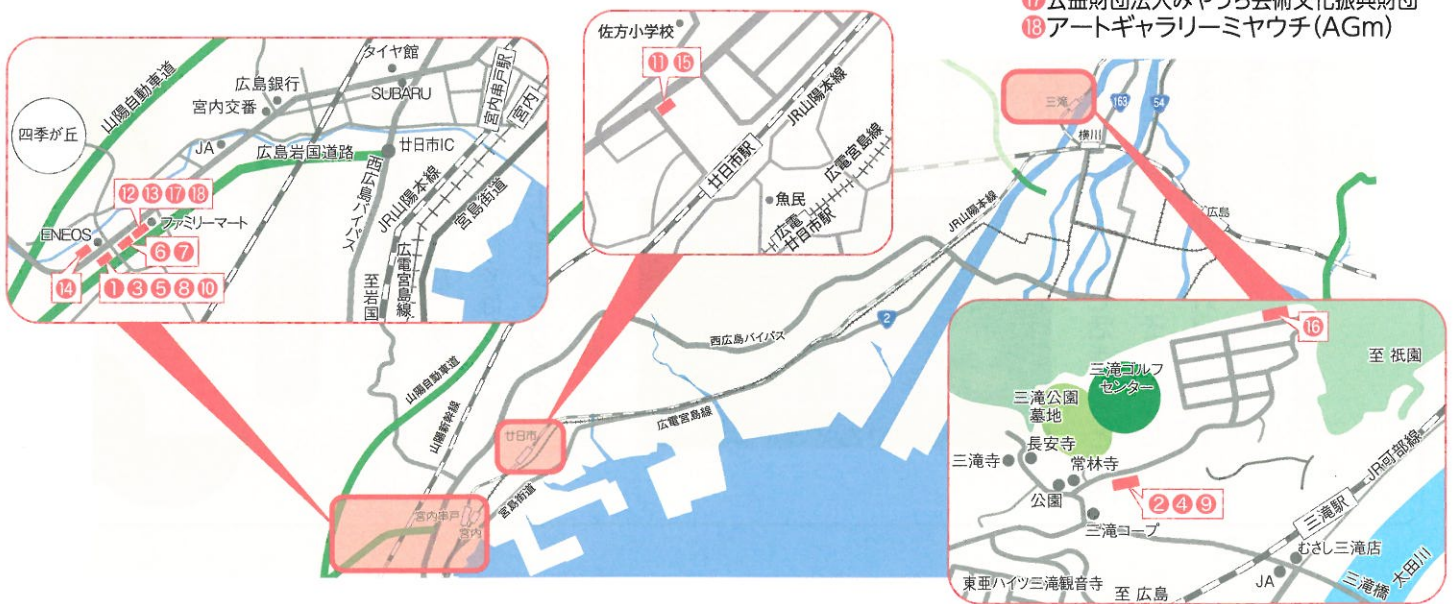 ⑰公益財団法人みやうち芸術文化振興財団
⑱アートギャラリーミヤウチ(AGm)
四季が丘
山陽自動車道
宮内交番
広島銀行
タイヤ館
SUBARU
宮内串戸駅
宮内
JA
広島岩国道路
廿日市IC
西広島バイパス
JR山陽本線
宮島街道
広電宮島線
至岩国
⑫⑬⑰⑱
ファミリーマート
ENEOS
⑥⑦
⑭
①③⑤⑧⑩
佐方小学校
⑪⑮
JR山陽本線
廿日市駅
広電宮島線
魚民
広電
廿日市駅
三滝
163
54
横川
広島
JR山陽本線
2
西広島バイパス
広電宮島線
山陽自動車道
山陽新幹線
廿日市
宮島街道
宮内串戸
宮内
⑯
至 祇園
三滝ゴルフ
センター
三滝公園
墓地
長安寺
三滝寺
常林寺
公園
②④⑨
三滝コープ
JR可部線
三滝駅
むさし三滝店
JA
太田川
三滝橋
東亜ハイツ三滝観音寺
至 広島